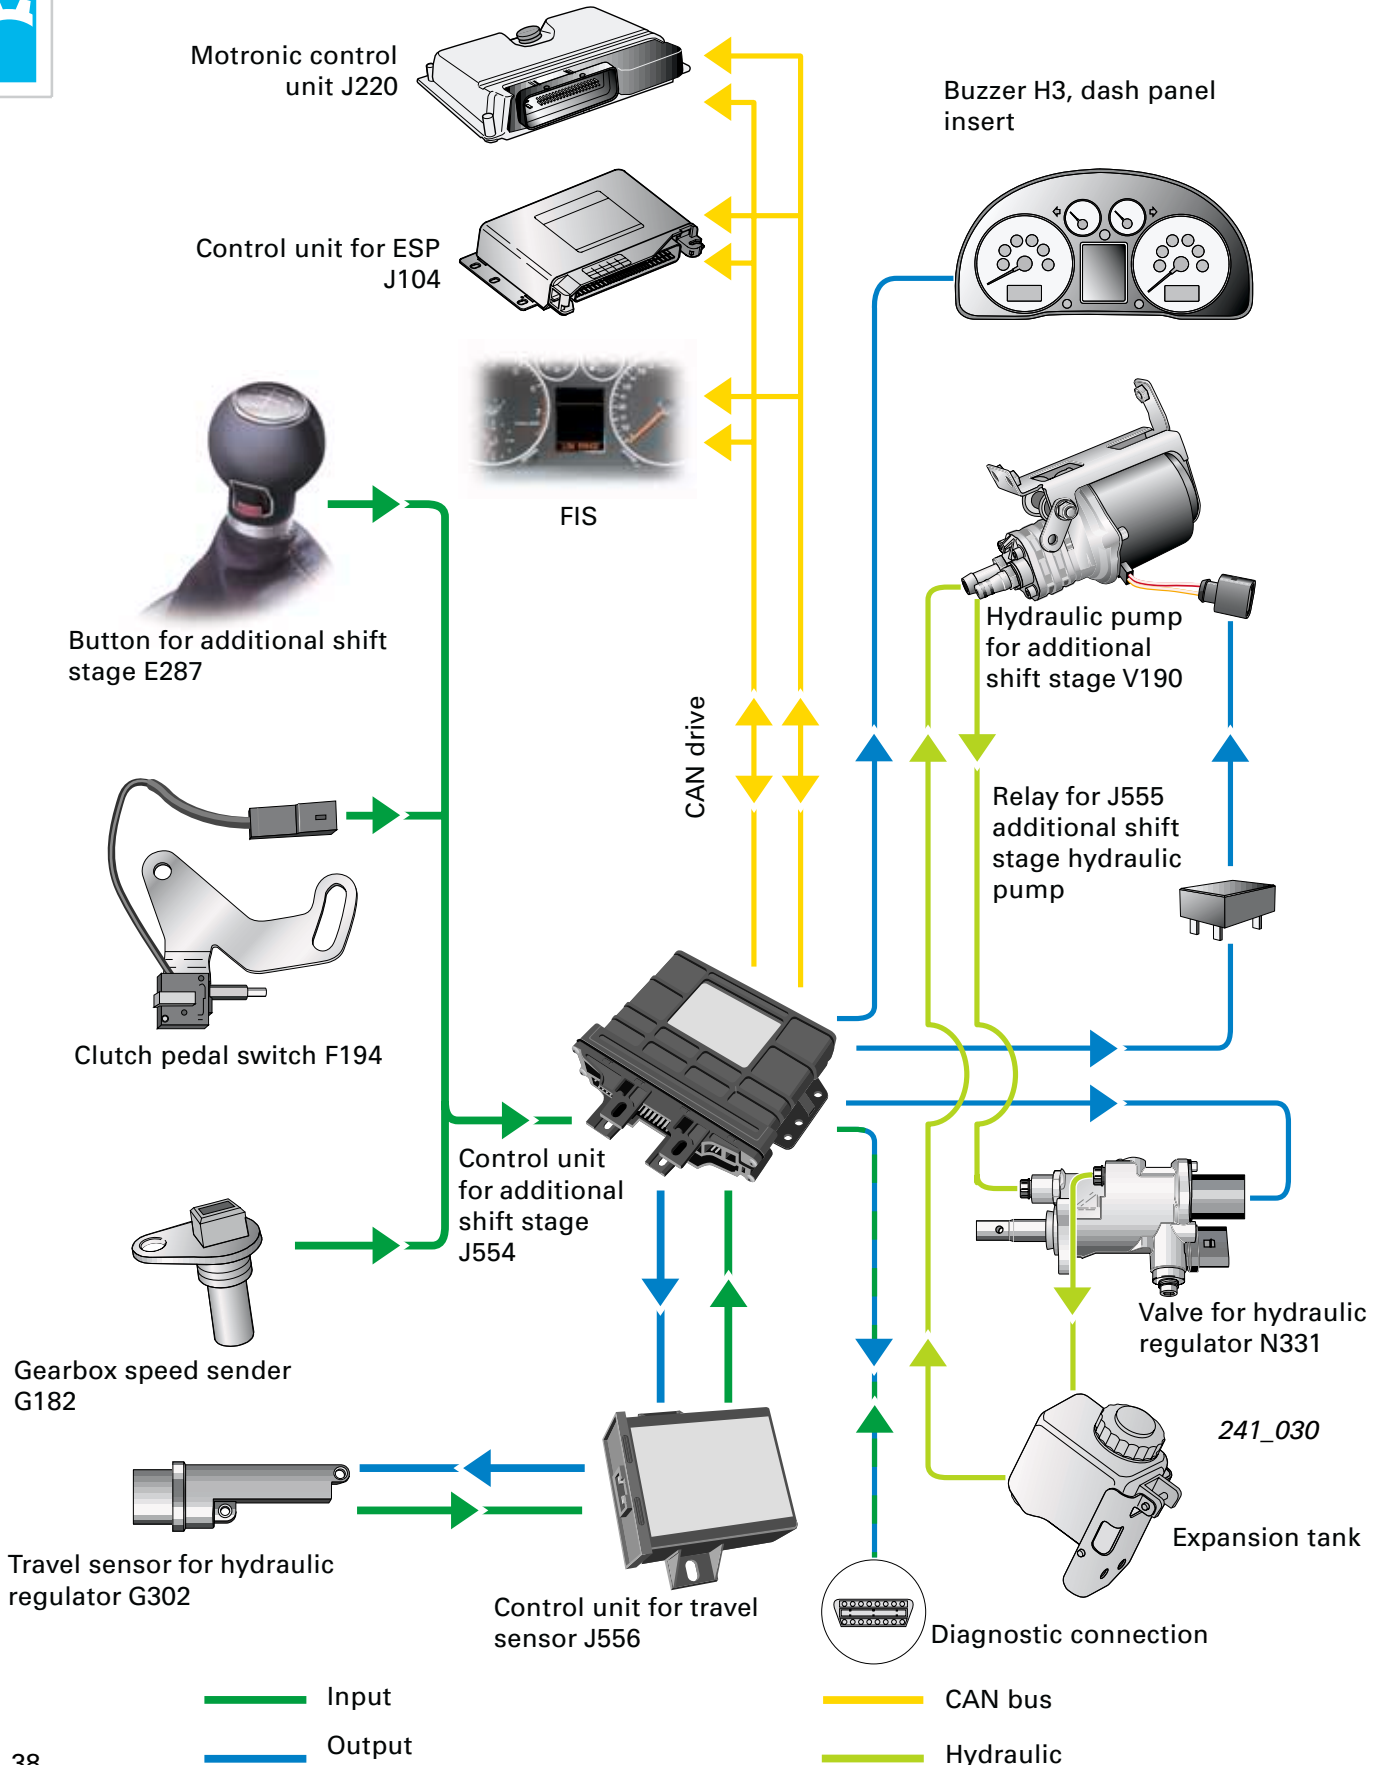 Motronic control
unit J220
Buzzer H3, dash panel
insert
Control unit for ESP
J104
FIS
Button for additional shift
stage E287
Hydraulic pump
for additional
shift stage V190
CAN drive
Relay for J555
additional shift
stage hydraulic
pump
Clutch pedal switch F194
Control unit
for additional
shift stage
J554
Valve for hydraulic
regulator N331
Gearbox speed sender
G182
241_030
Expansion tank
Travel sensor for hydraulic
regulator G302
Control unit for travel
sensor J556
Diagnostic connection
Input
CAN bus
Output
Hydraulic
38